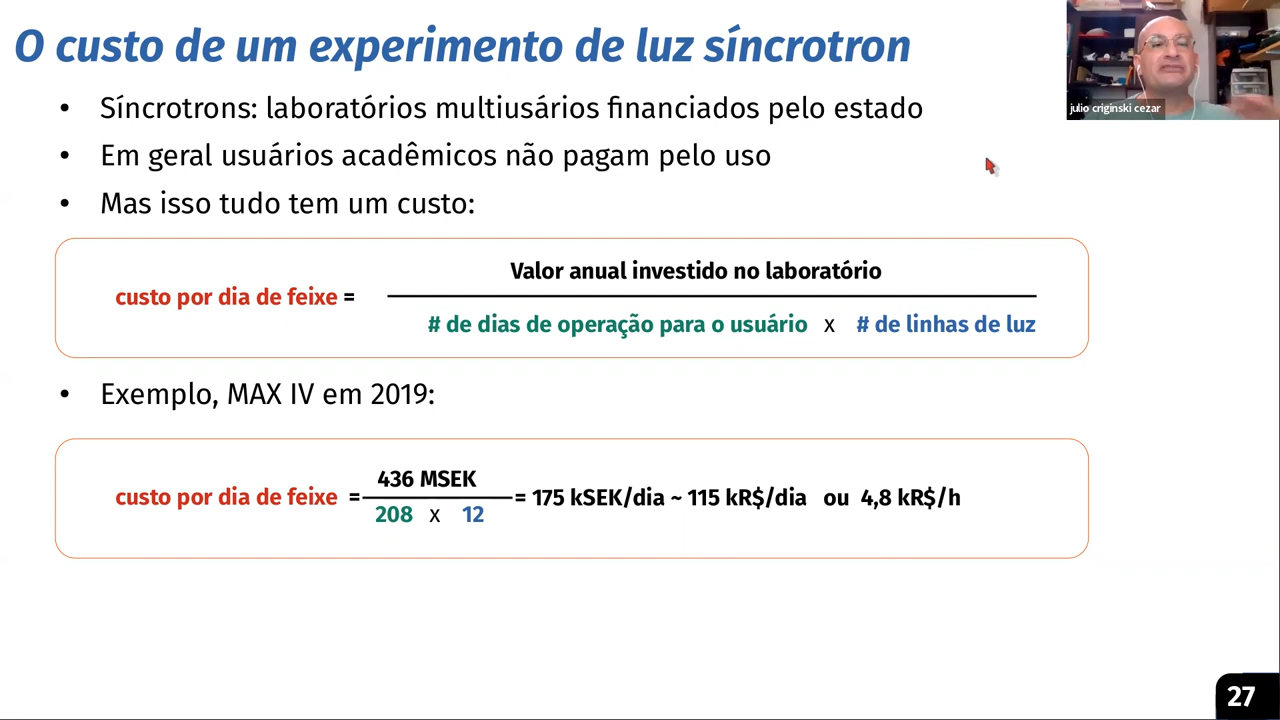 O custo de um experimento de luz síncrotron
julio criginski cezar
• Síncrotrons: laboratórios multiusários financiados pelo estado
• Em geral usuários acadêmicos não pagam pelo uso
• Mas isso tudo tem um custo:
Valor anual investido no laboratório
custo por dia de feixe =
# de dias de operação para o usuário x # de linhas de luz
• Exemplo, MAX IV em 2019:
436 MSEK
custo por dia de feixe = = 175 kSEK/dia ~ 115 kR$/dia ou 4,8 kR$/h
208 x 12
27